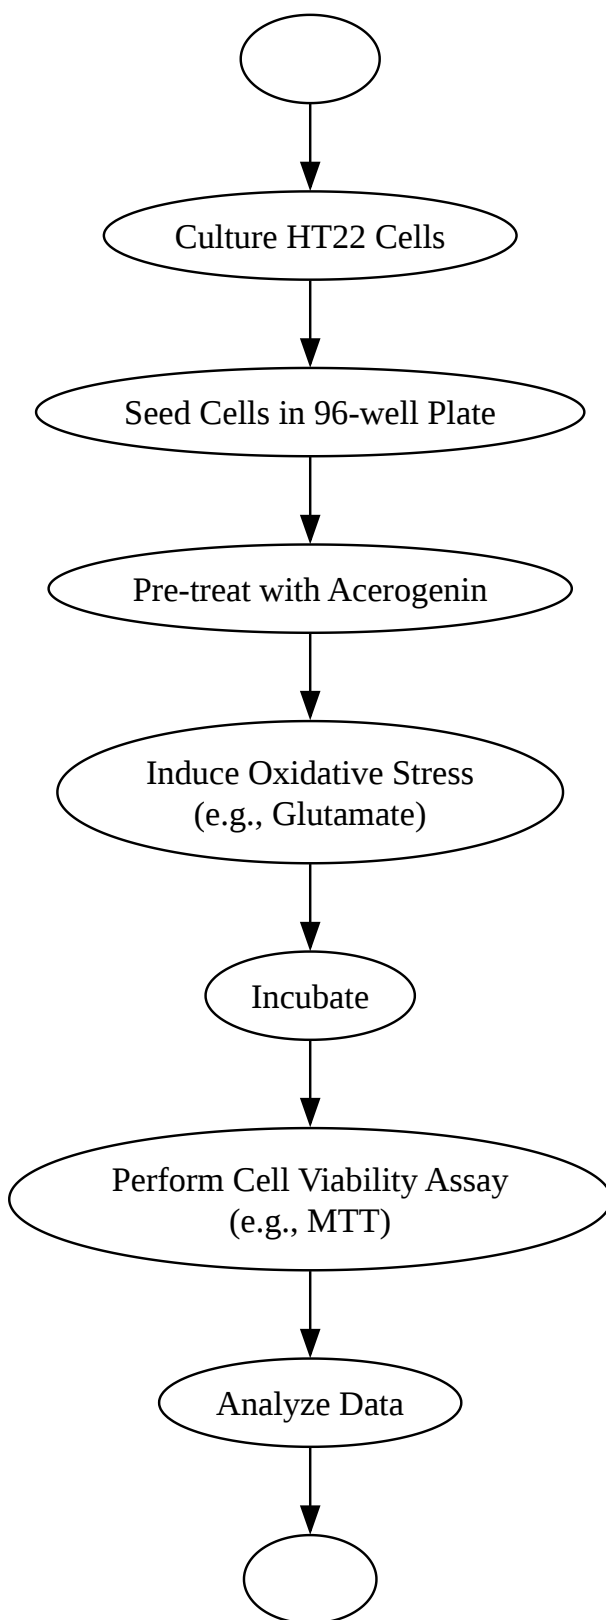 Culture HT22 Cells
Seed Cells in 96-well Plate
Pre-treat with Acerogenin
Induce Oxidative Stress
(e.g., Glutamate)
Incubate
Perform Cell Viability Assay
(e.g., MTT)
Analyze Data